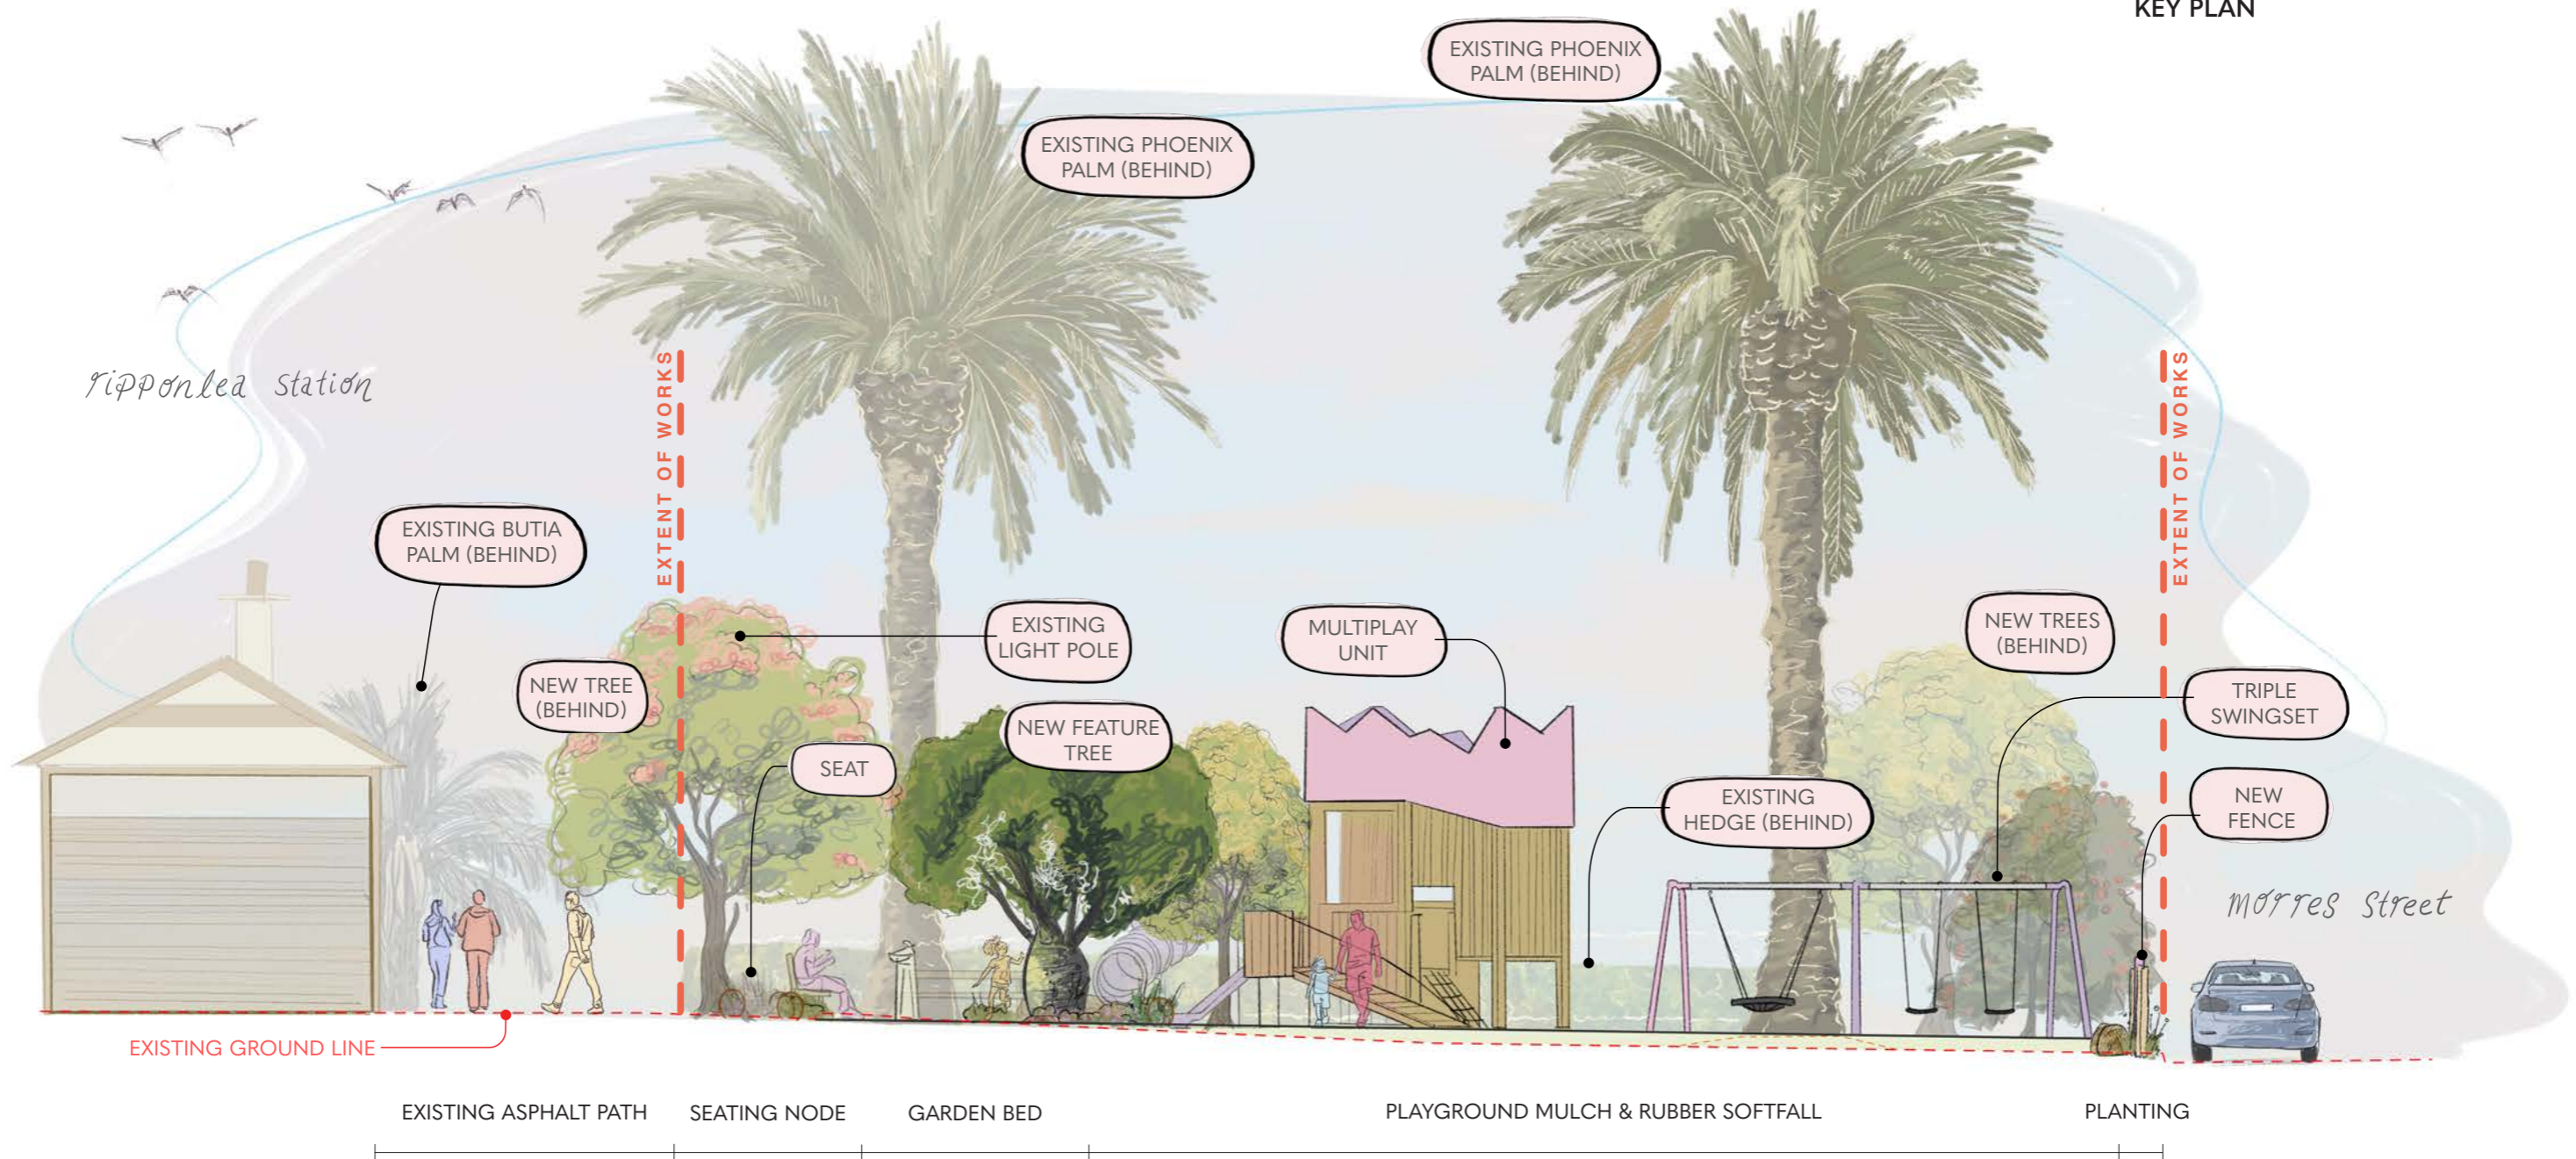 KEY PLAN
EXISTING PHOENIX
PALM (BEHIND)
EXISTING PHOENIX
PALM (BEHIND)
ripponlea station
EXTENT OF WORKS
EXTENT OF WORKS
EXISTING BUTIA
PALM (BEHIND)
EXISTING
LIGHT POLE
MULTIPLAY
UNIT
NEW TREES
(BEHIND)
NEW TREE
(BEHIND)
TRIPLE
SWINGSET
NEW FEATURE
TREE
SEAT
EXISTING
HEDGE (BEHIND)
NEW
FENCE
morres street
EXISTING GROUND LINE
EXISTING ASPHALT PATH
SEATING NODE
GARDEN BED
PLAYGROUND MULCH & RUBBER SOFTFALL
PLANTING